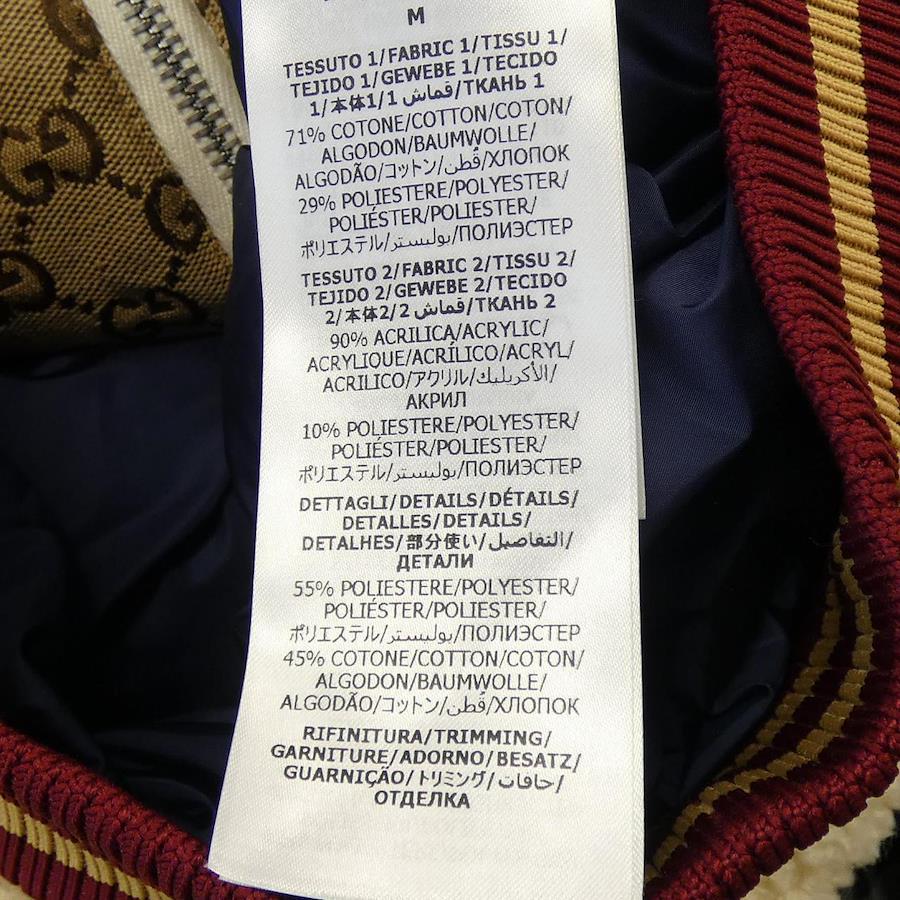 M
TESSUTO 1/FABRIC 1/TISSU 1/
TEJIDO 1/GEWEBE 1/TECIDO
1/本体1/قماش 1/ТКАНЬ 1
71% COTONE/COTTON/COTON/
ALGODON/BAUMWOLLE/
ALGODÃO/コットン/قُطن/ХЛОПОК
29% POLIESTERE/POLYESTER/
POLIÉSTER/POLIESTER/
ポリエステル/بوليستر/ПОЛИЭСТЕР
TESSUTO 2/FABRIC 2/TISSU 2/
TEJIDO 2/GEWEBE 2/TECIDO
2/本体2/قماش 2/ТКАНЬ 2
90% ACRILICA/ACRYLIC/
ACRYLIQUE/ACRÍLICO/ACRYL/
ACRILICO/アクリル/الأكريليك/
АКРИЛ
10% POLIESTERE/POLYESTER/
POLIÉSTER/POLIESTER/
ポリエステル/بوليستر/ПОЛИЭСТЕР
DETTAGLI/DETAILS/DÉTAILS/
DETALLES/DETAILS/
DETALHES/部分使い/التفاصيل/
ДЕТАЛИ
55% POLIESTERE/POLYESTER/
POLIÉSTER/POLIESTER/
ポリエステル/بوليستر/ПОЛИЭСТЕР
45% COTONE/COTTON/COTON/
ALGODON/BAUMWOLLE/
ALGODÃO/コットン/قُطن/ХЛОПОК
RIFINITURA/TRIMMING/
GARNITURE/ADORNO/BESATZ/
GUARNIÇÃO/トリミング/حافات/
ОТДЕЛКА